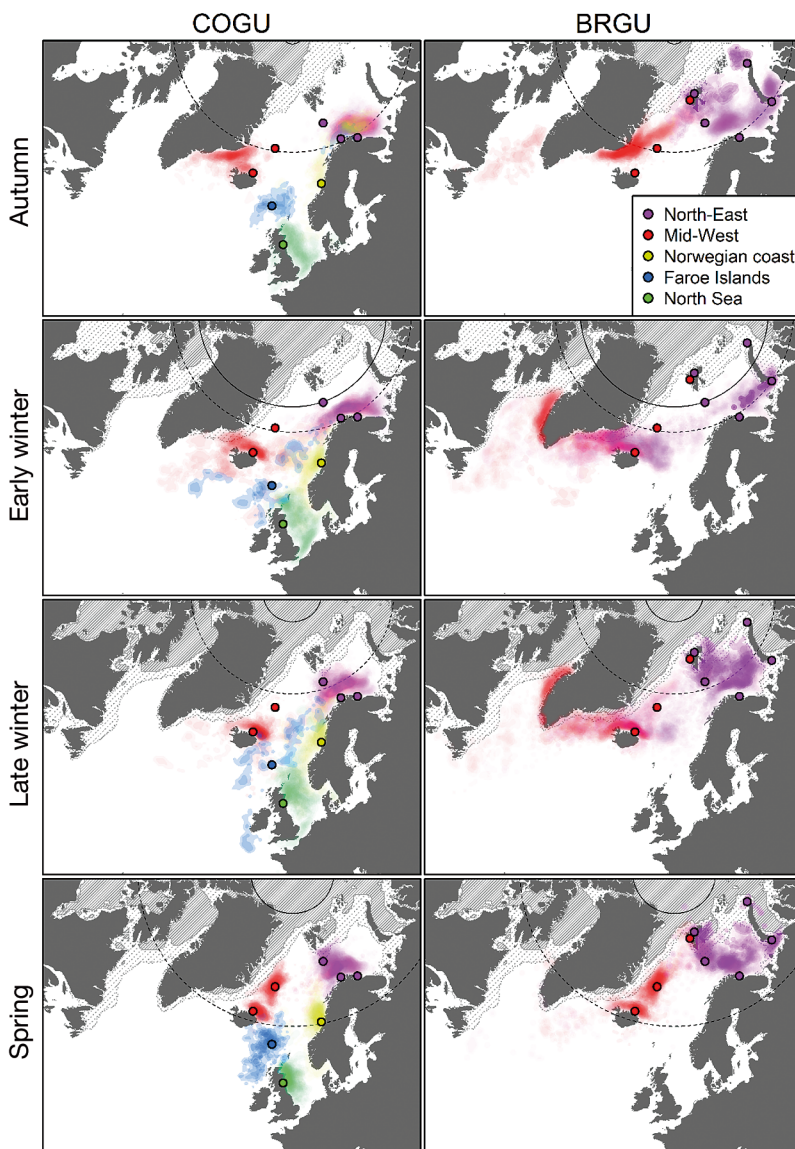 COGU
BRGU
Autumn
North-East
Mid-West
Norwegian coast
Faroe Islands
North Sea
Early winter
Late winter
Spring